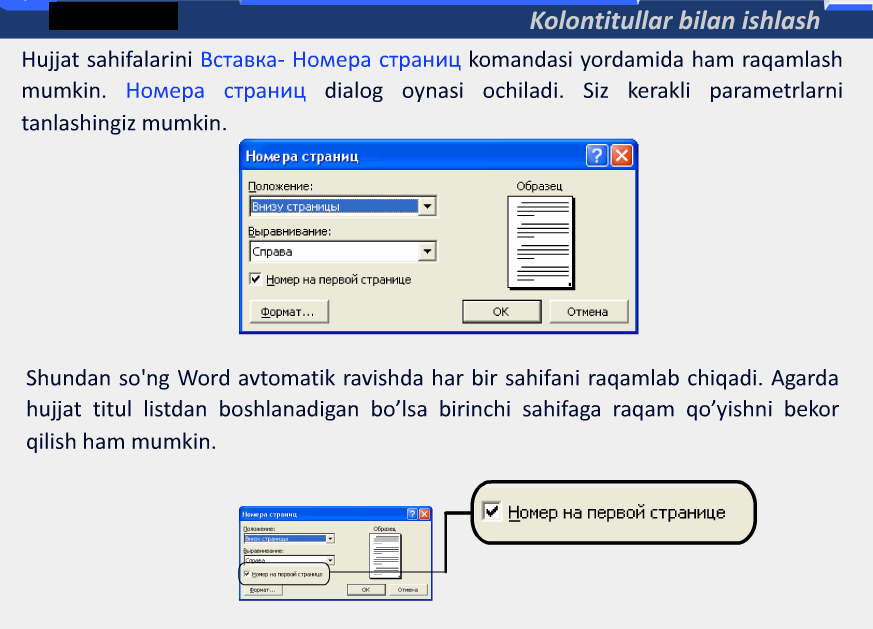 Kolontitullar bilan ishlash
Hujjat sahifalarini Вставка- Номера страниц komandasi yordamida ham raqamlash
mumkin. Номера страниц dialog oynasi ochiladi. Siz kerakli parametrlarni
tanlashingiz mumkin.
Номера страниц
Положение:
Образец
Внизу страницы
Выравнивание:
Справа
Номер на первой странице
Формат...
ОК
Отмена
Shundan so'ng Word avtomatik ravishda har bir sahifani raqamlab chiqadi. Agarda
hujjat titul listdan boshlanadigan bo’lsa birinchi sahifaga raqam qo’yishni bekor
qilish ham mumkin.
Номер на первой странице
Номера страниц
Положение:
Образец
Внизу страницы
Выравнивание:
Справа
Номер на первой странице
Формат...
ОК
Отмена